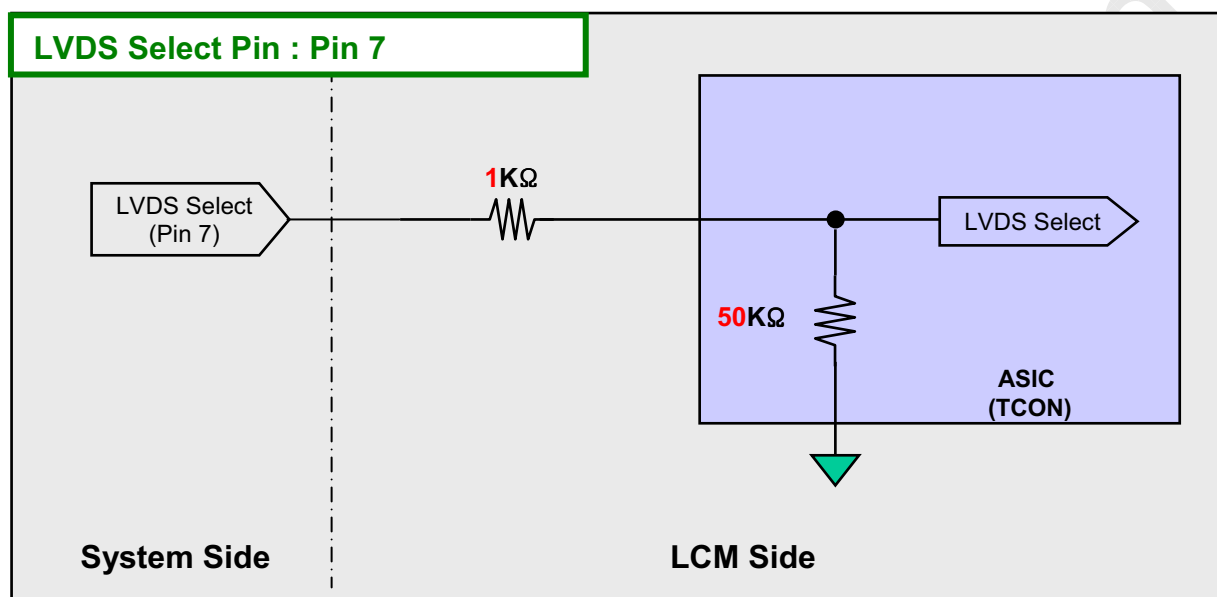 LVDS Select Pin : Pin 7
1KΩ
LVDS Select
(Pin 7)
LVDS Select
50KΩ
ASIC
(TCON)
System Side
LCM Side